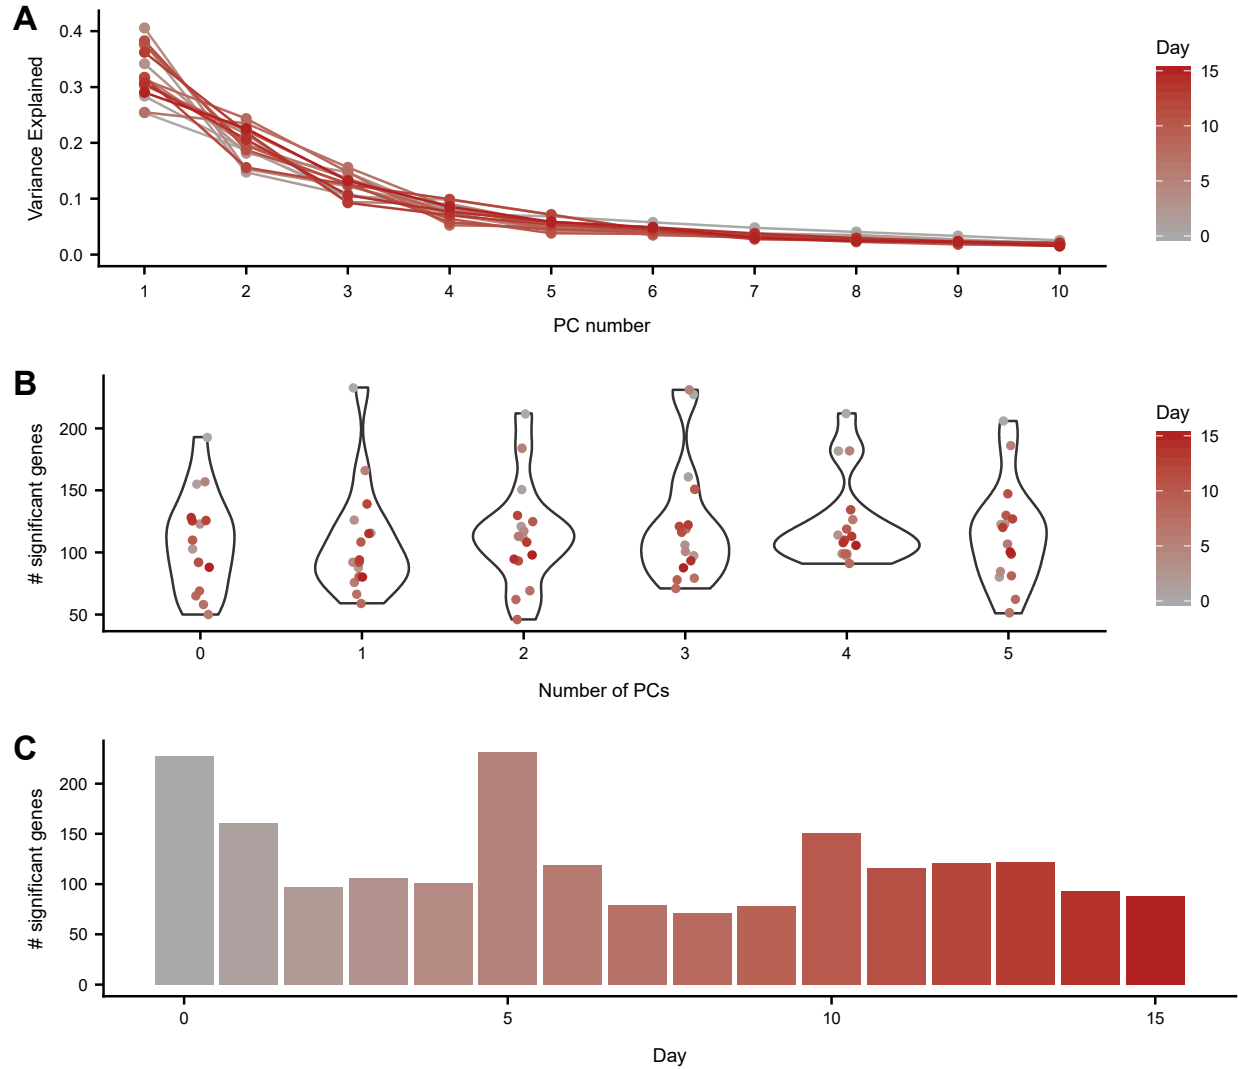 A
Variance Explained
0.4
0.3
0.2
0.1
0.0
1 2 3 4 5 6 7 8 9 10
PC number
Day
15
10
5
0
B
# significant genes
200
150
100
50
0 1 2 3 4 5
Number of PCs
Day
15
10
5
0
C
# significant genes
200
150
100
50
0
0 5 10 15
Day